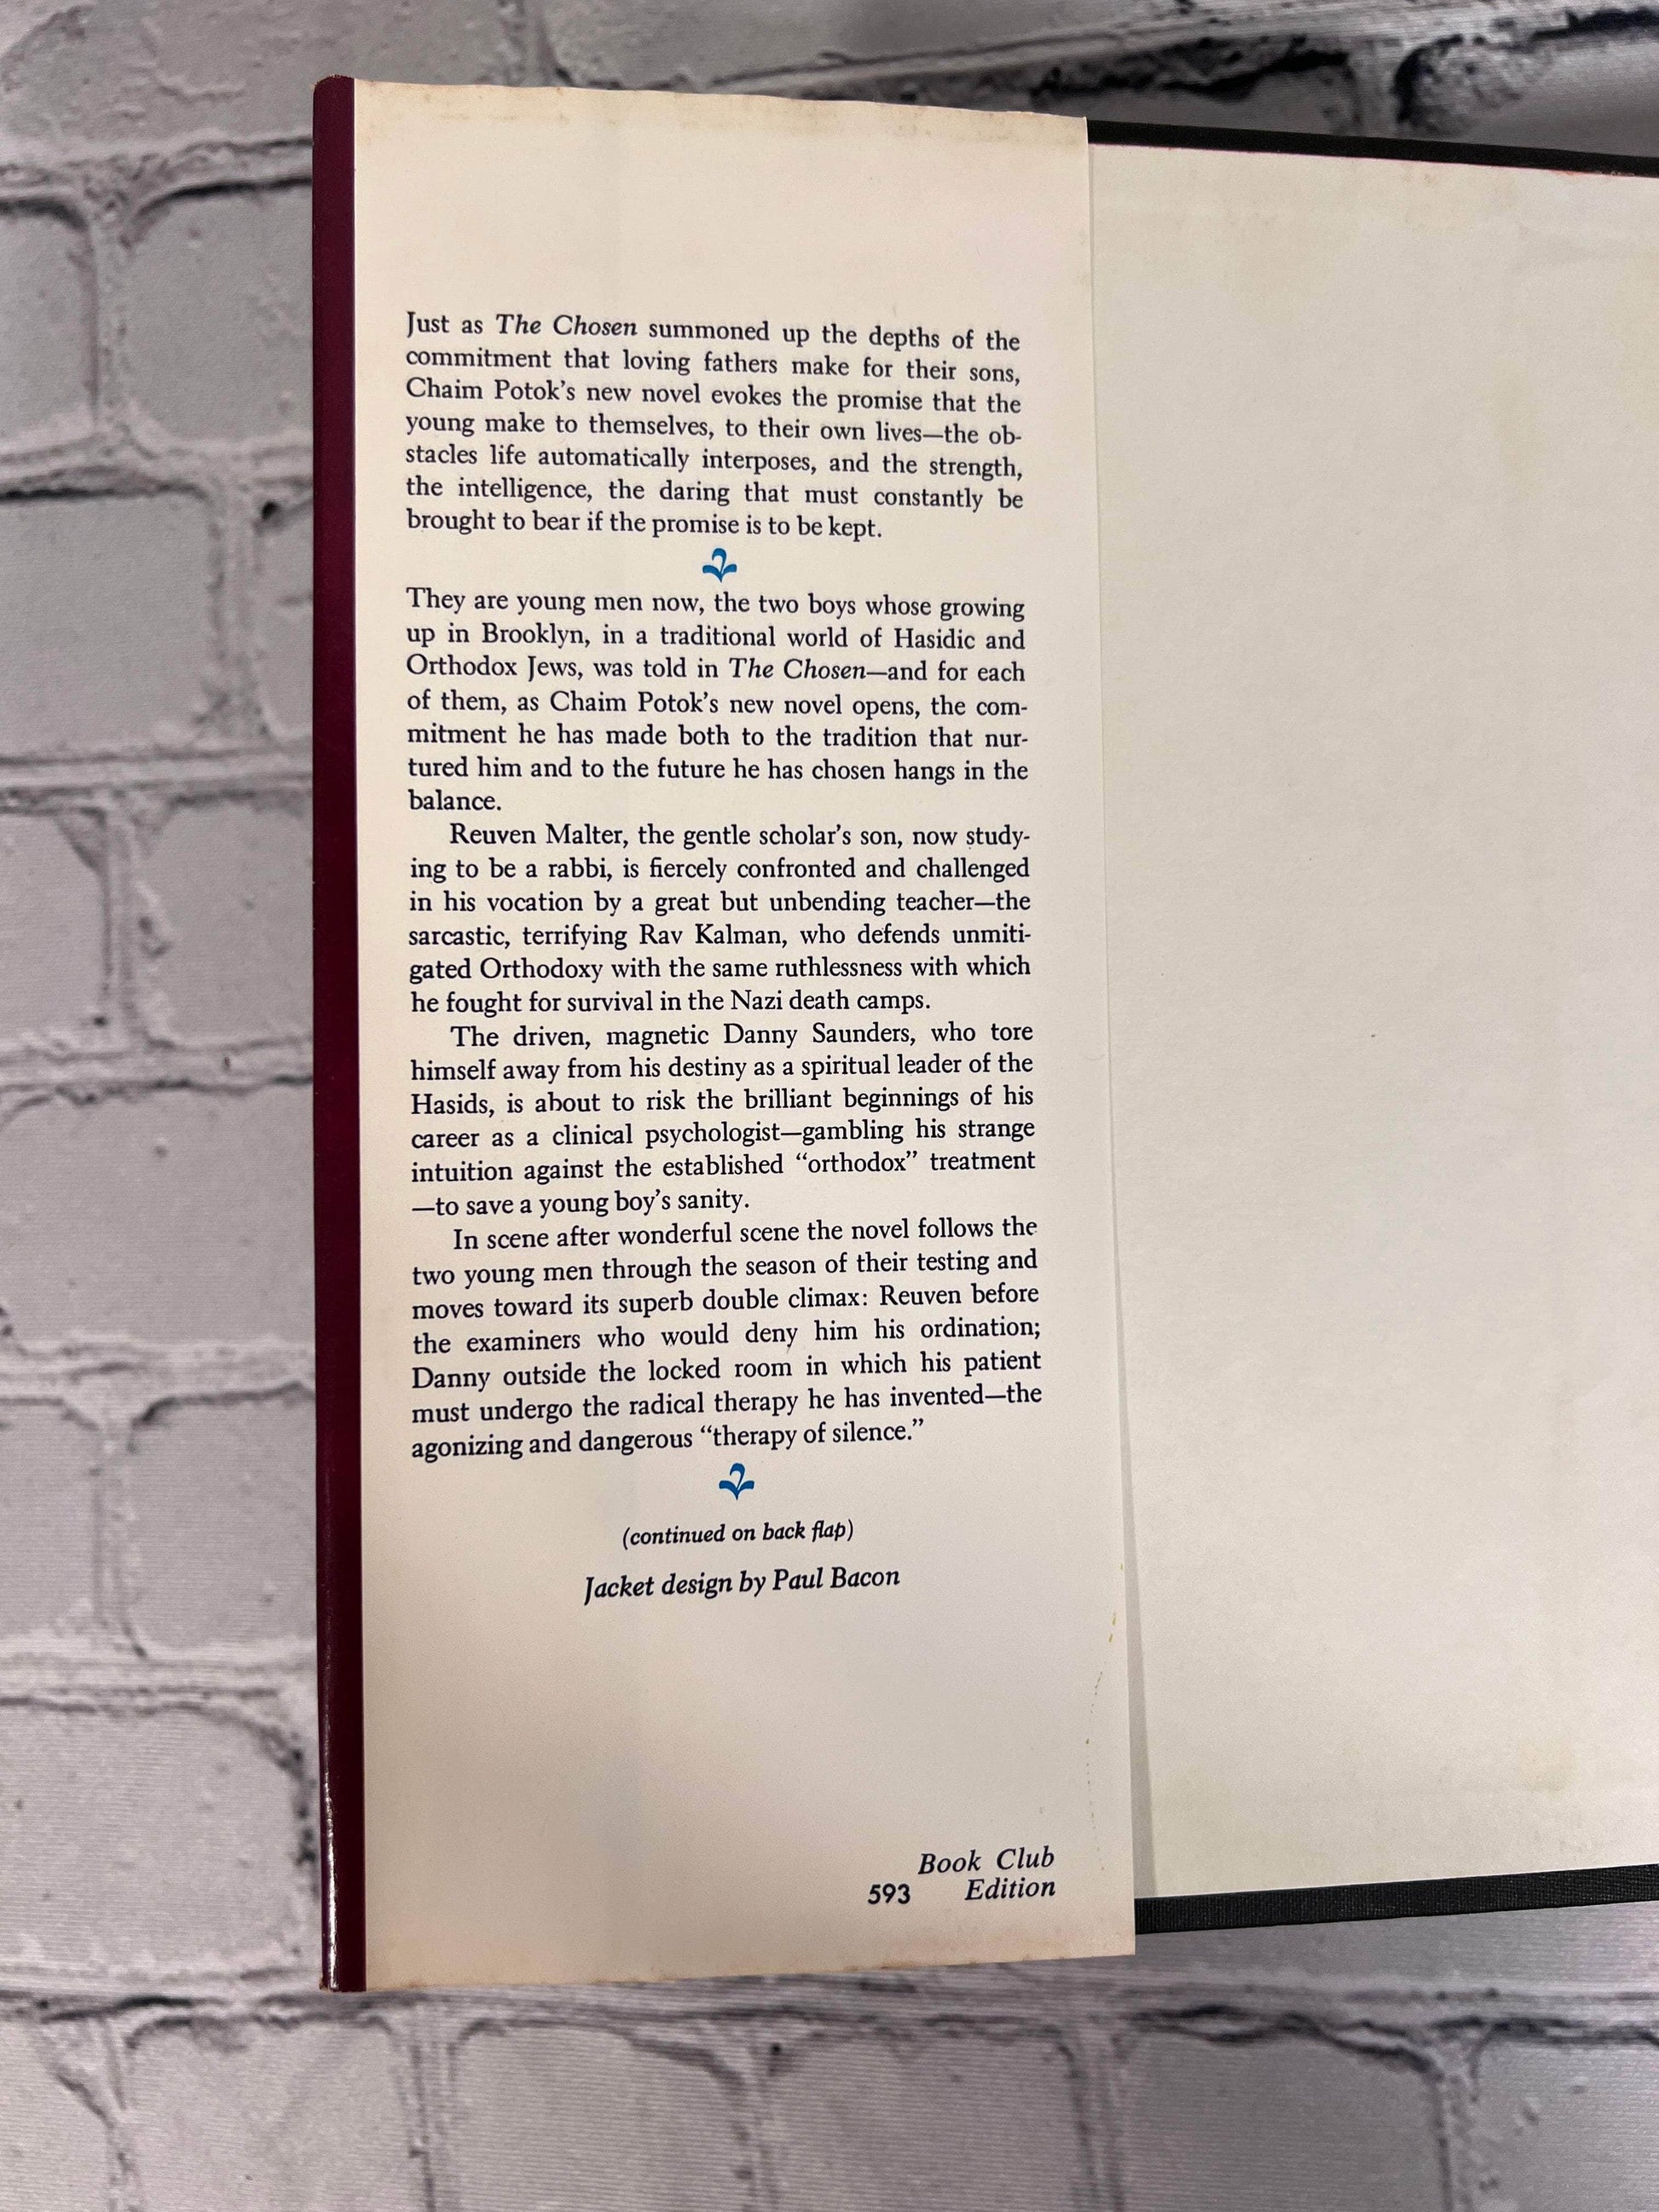 Just as The Chosen summoned up the depths of the
commitment that loving fathers make for their sons,
Chaim Potok's new novel evokes the promise that the
young make to themselves, to their own lives—the ob-
stacles life automatically interposes, and the strength,
the intelligence, the daring that must constantly be
brought to bear if the promise is to be kept.
They are young men now, the two boys whose growing
up in Brooklyn, in a traditional world of Hasidic and
Orthodox Jews, was told in The Chosen—and for each
of them, as Chaim Potok's new novel opens, the com-
mitment he has made both to the tradition that nur-
tured him and to the future he has chosen hangs in the
balance.
Reuven Malter, the gentle scholar's son, now study-
ing to be a rabbi, is fiercely confronted and challenged
in his vocation by a great but unbending teacher—the
sarcastic, terrifying Rav Kalman, who defends unmiti-
gated Orthodoxy with the same ruthlessness with which
he fought for survival in the Nazi death camps.
The driven, magnetic Danny Saunders, who tore
himself away from his destiny as a spiritual leader of the
Hasids, is about to risk the brilliant beginnings of his
career as a clinical psychologist—gambling his strange
intuition against the established “orthodox” treatment
—to save a young boy's sanity.
In scene after wonderful scene the novel follows the
two young men through the season of their testing and
moves toward its superb double climax: Reuven before
the examiners who would deny him his ordination;
Danny outside the locked room in which his patient
must undergo the radical therapy he has invented—the
agonizing and dangerous “therapy of silence.”
(continued on back flap)
Jacket design by Paul Bacon
Book Club
593 Edition